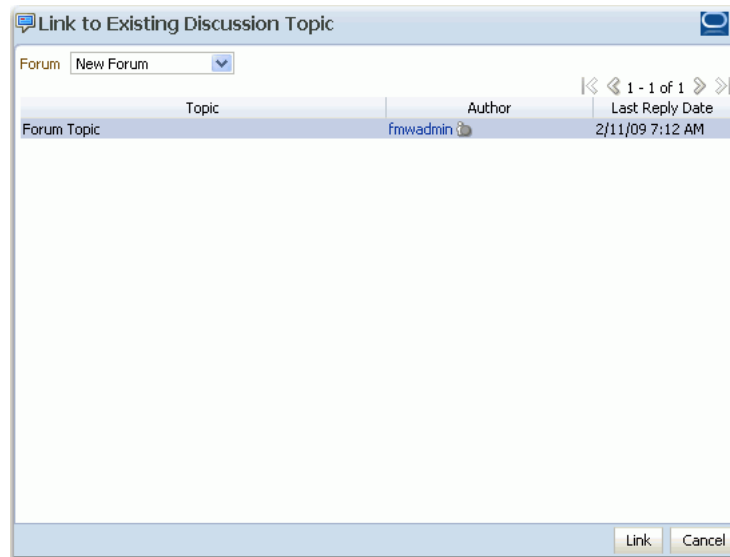 Link to Existing Discussion Topic
Forum New Forum
1 - 1 of 1
Topic Author Last Reply Date
Forum Topic fmwadmin 2/11/09 7:12 AM
Link Cancel